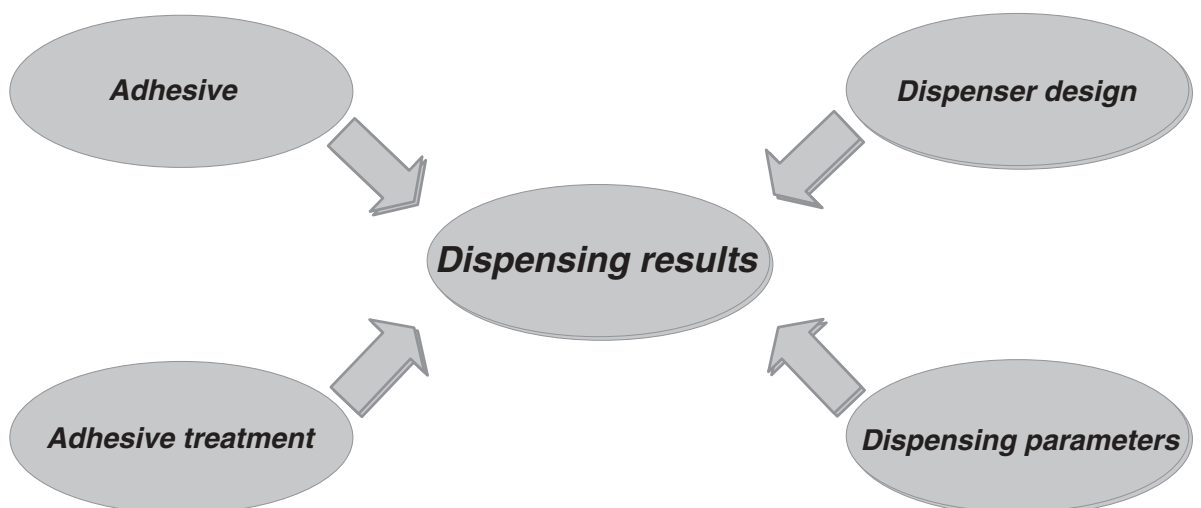 Adhesive
Dispenser design
Dispensing results
Adhesive treatment
Dispensing parameters